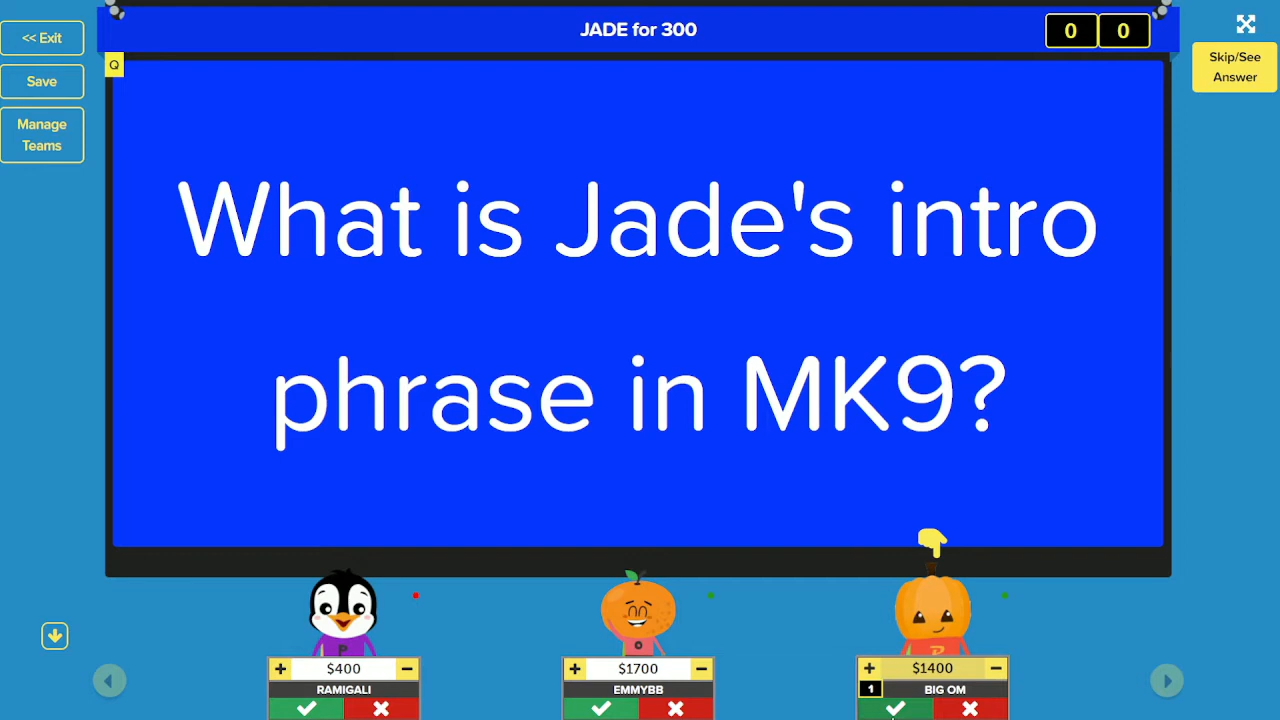 << Exit
JADE for 300
0 0
Skip/See
Answer
Q
Save
Manage
Teams
What is Jade's intro
phrase in MK9?
P
O
P
+ $400 −
+ $1700 −
+ $1400 −
RAMIGALI
EMMYBB
1 BIG OM